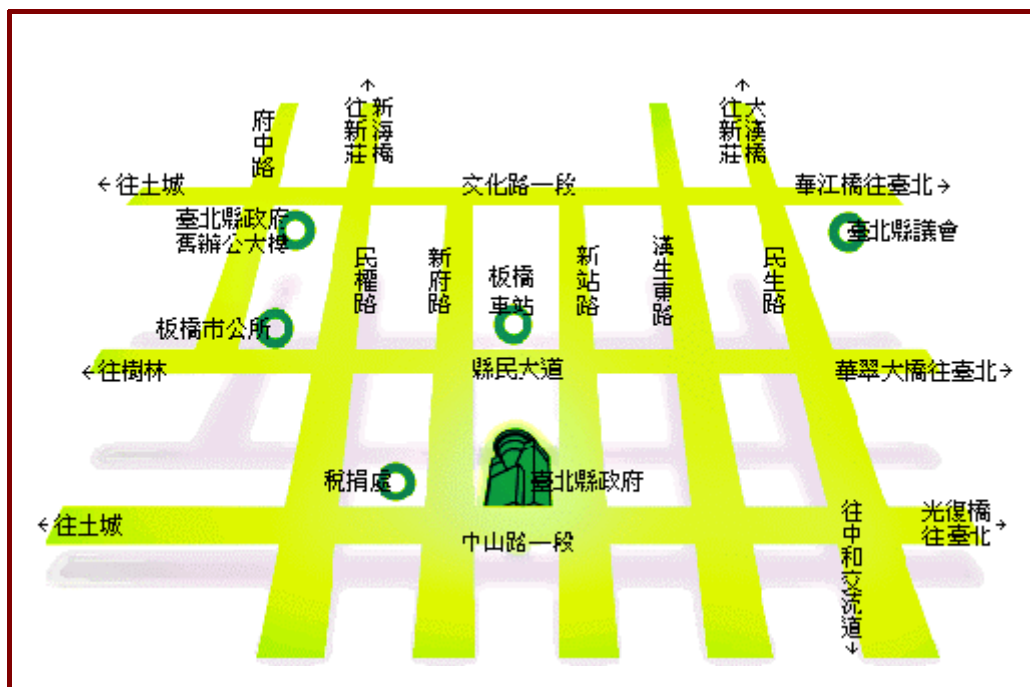 ↑
新海橋
往新莊
↑
大漢橋
往新莊
府中路
←往土城
文化路一段
華江橋往臺北→
臺北縣政府
舊辦公大樓
臺北縣議會
民權路
新府路
板橋
車站
新站路
漢生東路
民生路
板橋市公所
←往樹林
縣民大道
華翠大橋往臺北→
稅捐處
臺北縣政府
←往土城
中山路一段
光復橋
往臺北→
往中和交流道↓